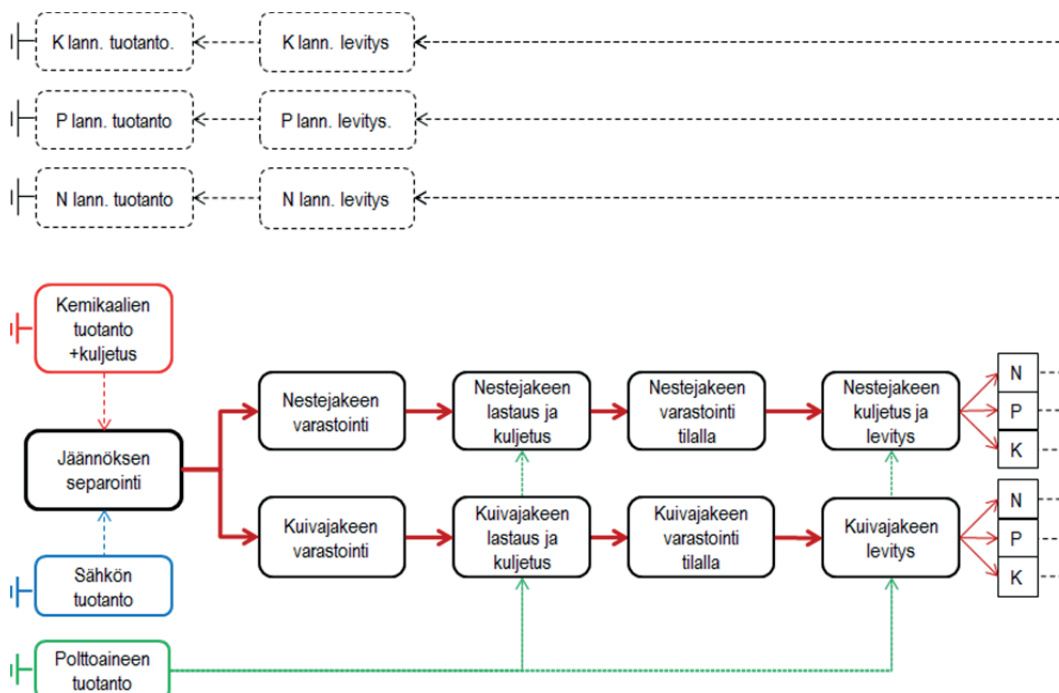 K lann. tuotanto.
K lann. levitys
P lann. tuotanto
P lann. levitys.
N lann. tuotanto
N lann. levitys
Kemikaalien
tuotanto
+kuljetus
Jäännöksen
separointi
Sähkön
tuotanto
Polttoaineen
tuotanto
Nestejakeen
varastointi
Nestejakeen
lastaus ja
kuljetus
Nestejakeen
varastointi
tilalla
Nestejakeen
kuljetus ja
levitys
N
P
K
Kuivajakeen
varastointi
Kuivajakeen
lastaus ja
kuljetus
Kuivajakeen
varastointi
tilalla
Kuivajakeen
levitys
N
P
K